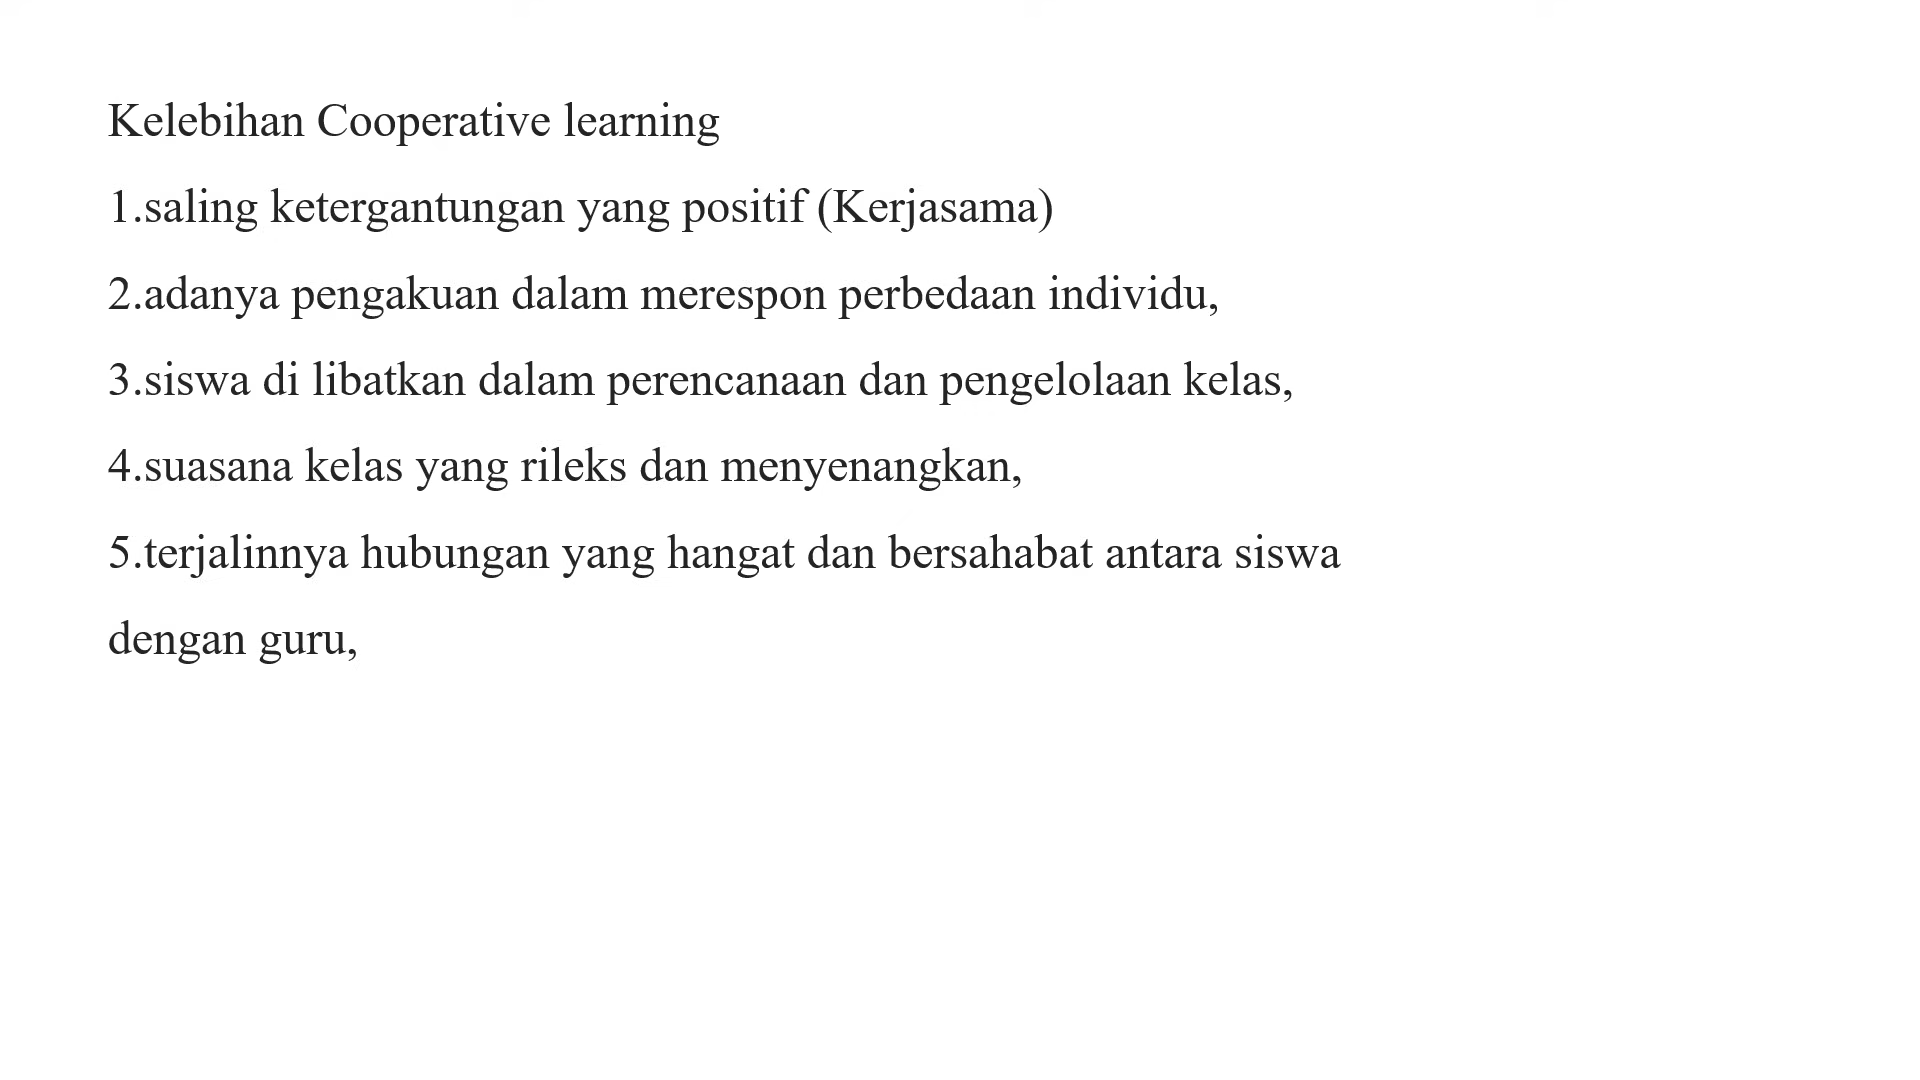 Kelebihan Cooperative learning
1.saling ketergantungan yang positif (Kerjasama)
2.adanya pengakuan dalam merespon perbedaan individu,
3.siswa di libatkan dalam perencanaan dan pengelolaan kelas,
4.suasana kelas yang rileks dan menyenangkan,
5.terjalinnya hubungan yang hangat dan bersahabat antara siswa
dengan guru,